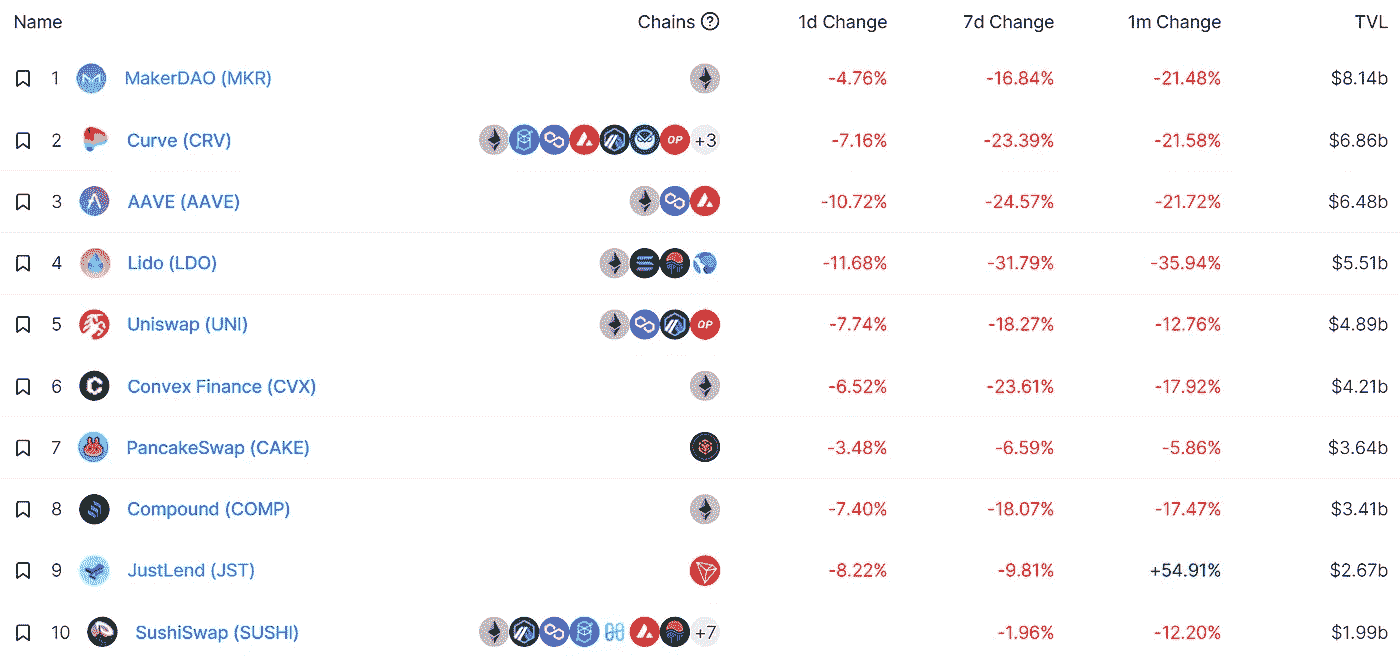 Name Chains ? 1d Change 7d Change 1m Change TVL
1 MakerDAO (MKR) -4.76% -16.84% -21.48% $8.14b
2 Curve (CRV) OP +3 -7.16% -23.39% -21.58% $6.86b
3 AAVE (AAVE) -10.72% -24.57% -21.72% $6.48b
4 Lido (LDO) -11.68% -31.79% -35.94% $5.51b
5 Uniswap (UNI) OP -7.74% -18.27% -12.76% $4.89b
6 Convex Finance (CVX) -6.52% -23.61% -17.92% $4.21b
7 PancakeSwap (CAKE) -3.48% -6.59% -5.86% $3.64b
8 Compound (COMP) -7.40% -18.07% -17.47% $3.41b
9 JustLend (JST) -8.22% -9.81% +54.91% $2.67b
10 SushiSwap (SUSHI) +7 -1.96% -12.20% $1.99b